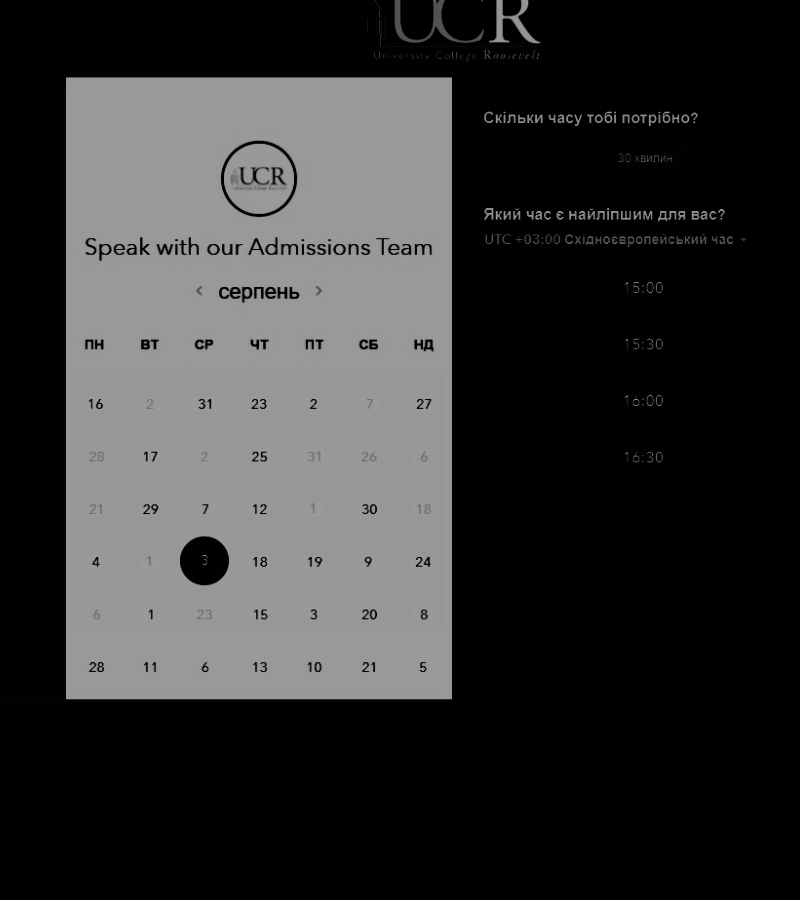 UCR
University College Roosevelt
UCR
University College Roosevelt
Speak with our Admissions Team
< серпень >
ПН ВТ СР ЧТ ПТ СБ НД
16 2 31 23 2 7 27
28 17 2 25 31 26 6
21 29 7 12 1 30 18
4 1 3 18 19 9 24
6 1 23 15 3 20 8
28 11 6 13 10 21 5
Скільки часу тобі потрібно?
30 хвилин
Який час є найліпшим для вас?
UTC +03:00 Східноєвропейський час
15:00
15:30
16:00
16:30